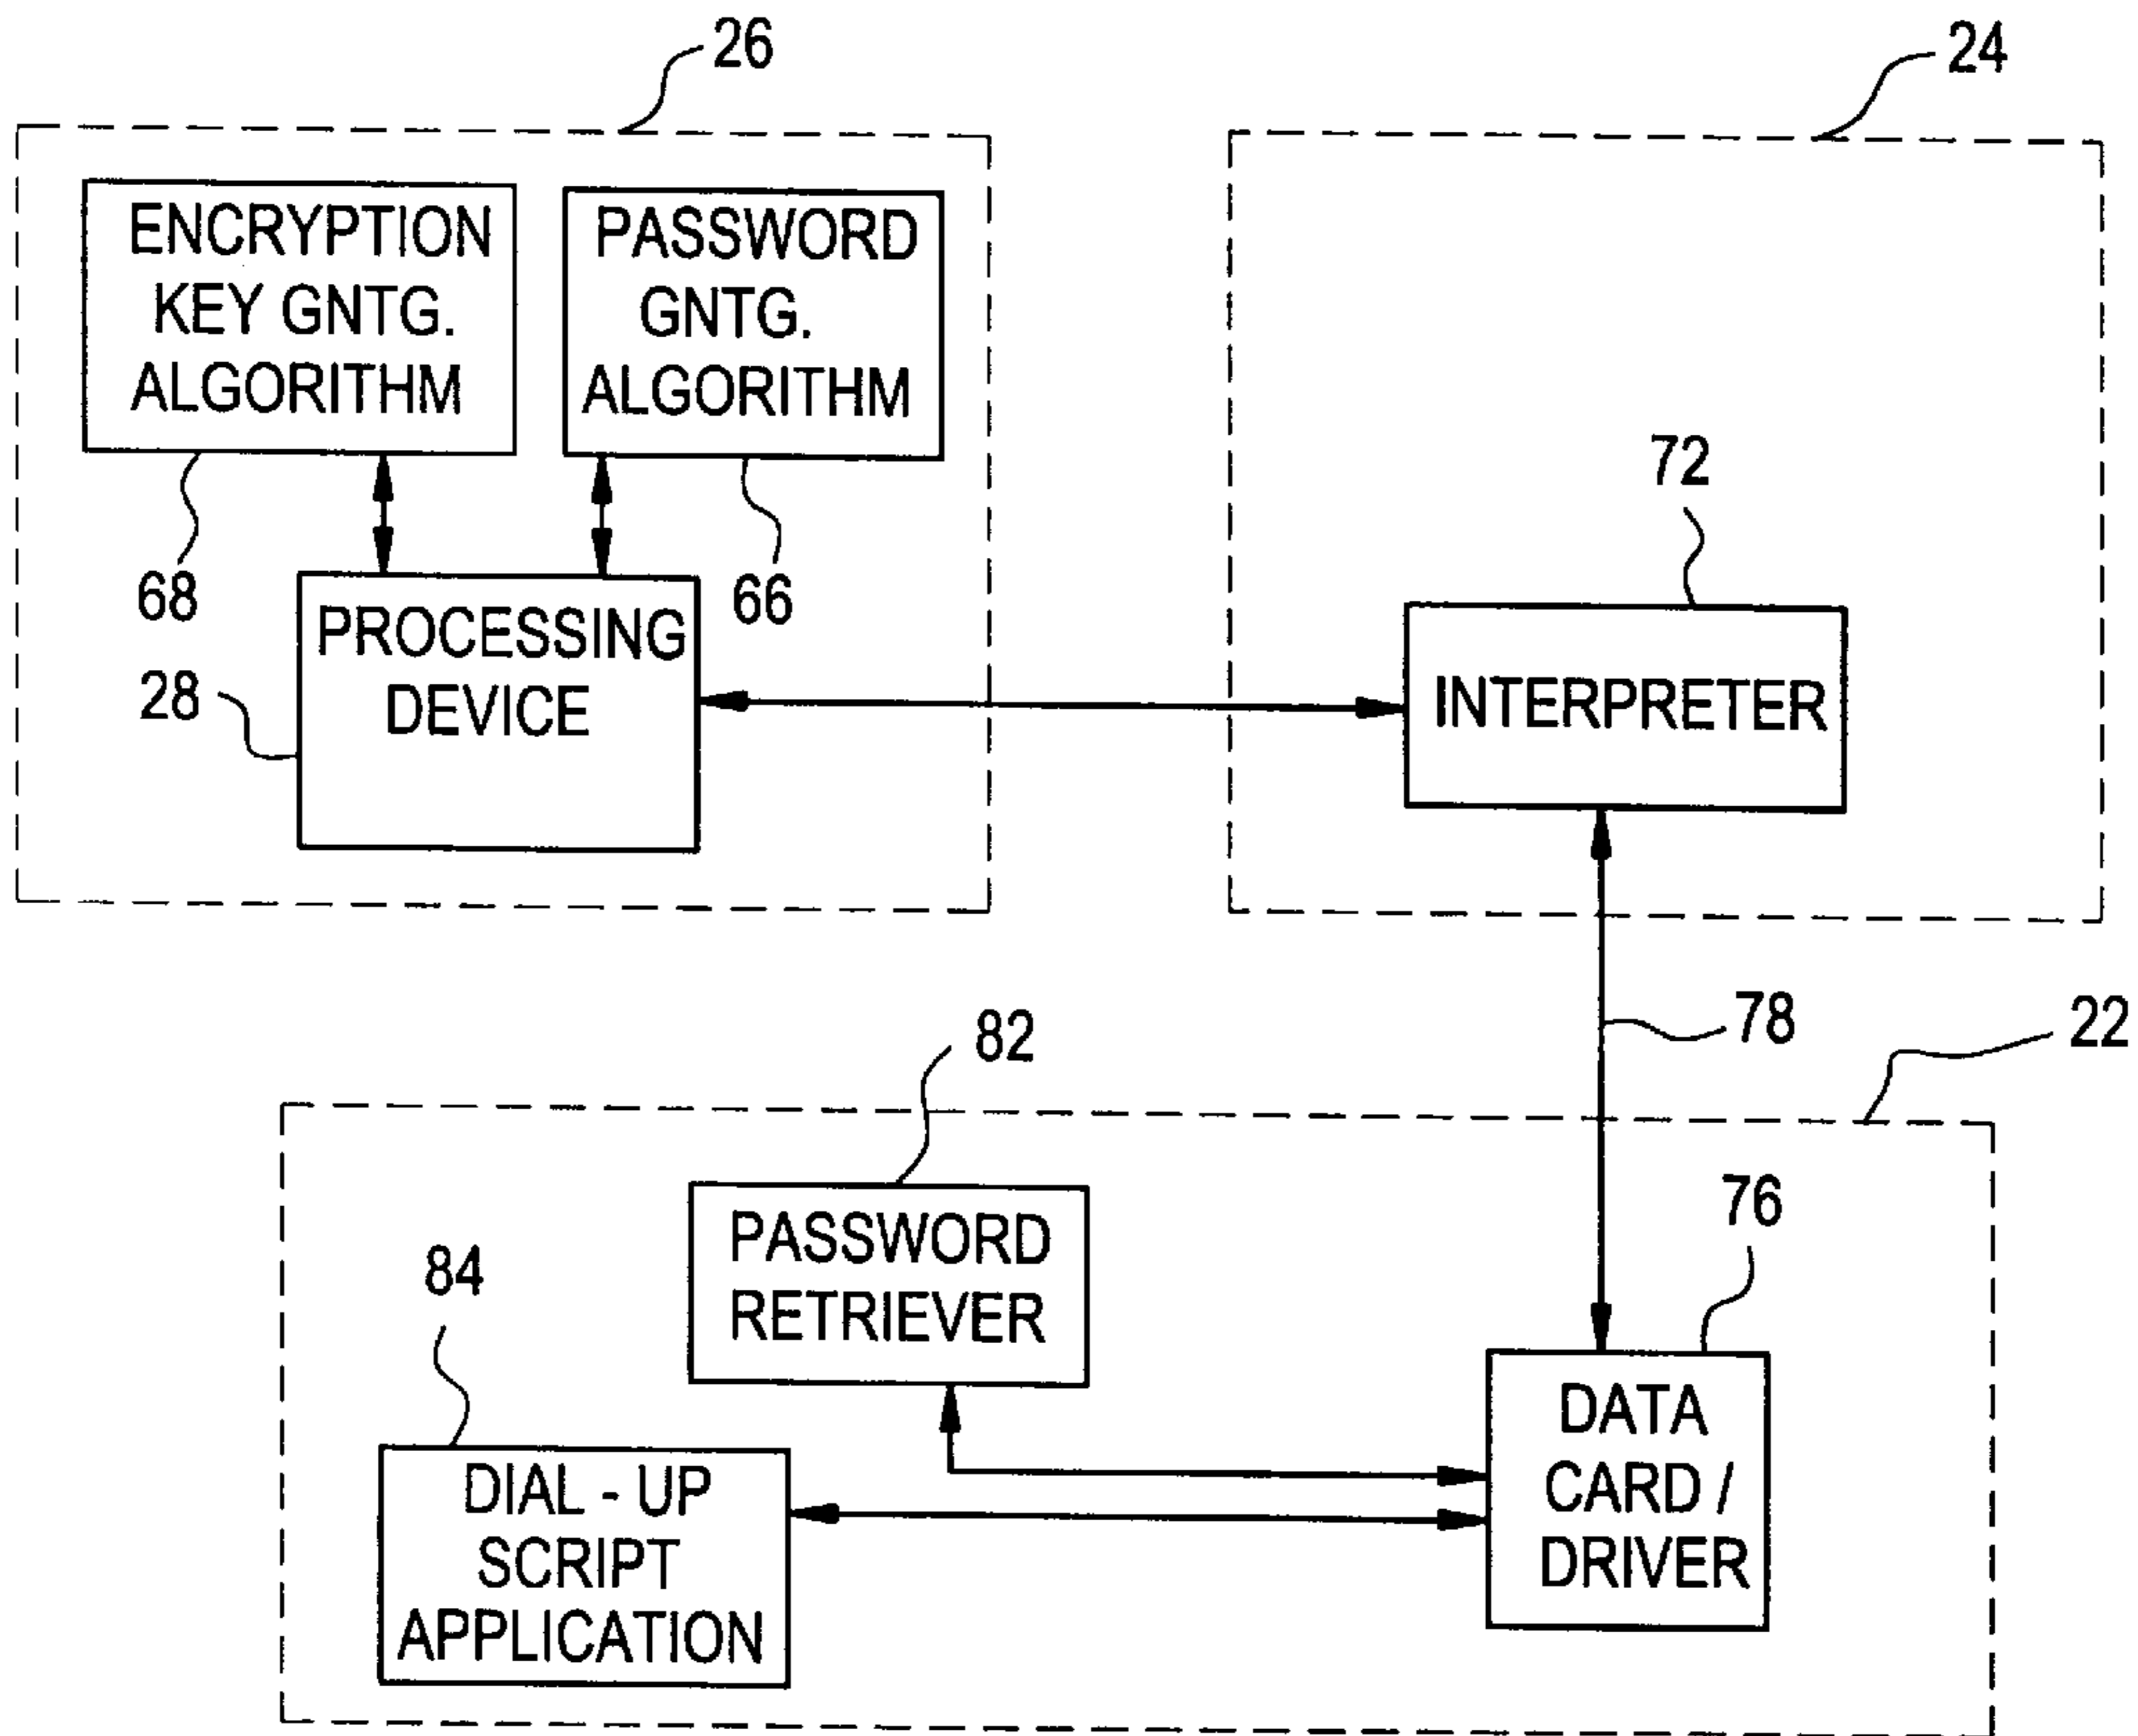 26
24
ENCRYPTION
KEY GNTG.
ALGORITHM
PASSWORD
GNTG.
ALGORITHM
68
66
72
PROCESSING
DEVICE
28
INTERPRETER
78
22
82
76
PASSWORD
RETRIEVER
84
DATA
CARD /
DRIVER
DIAL - UP
SCRIPT
APPLICATION